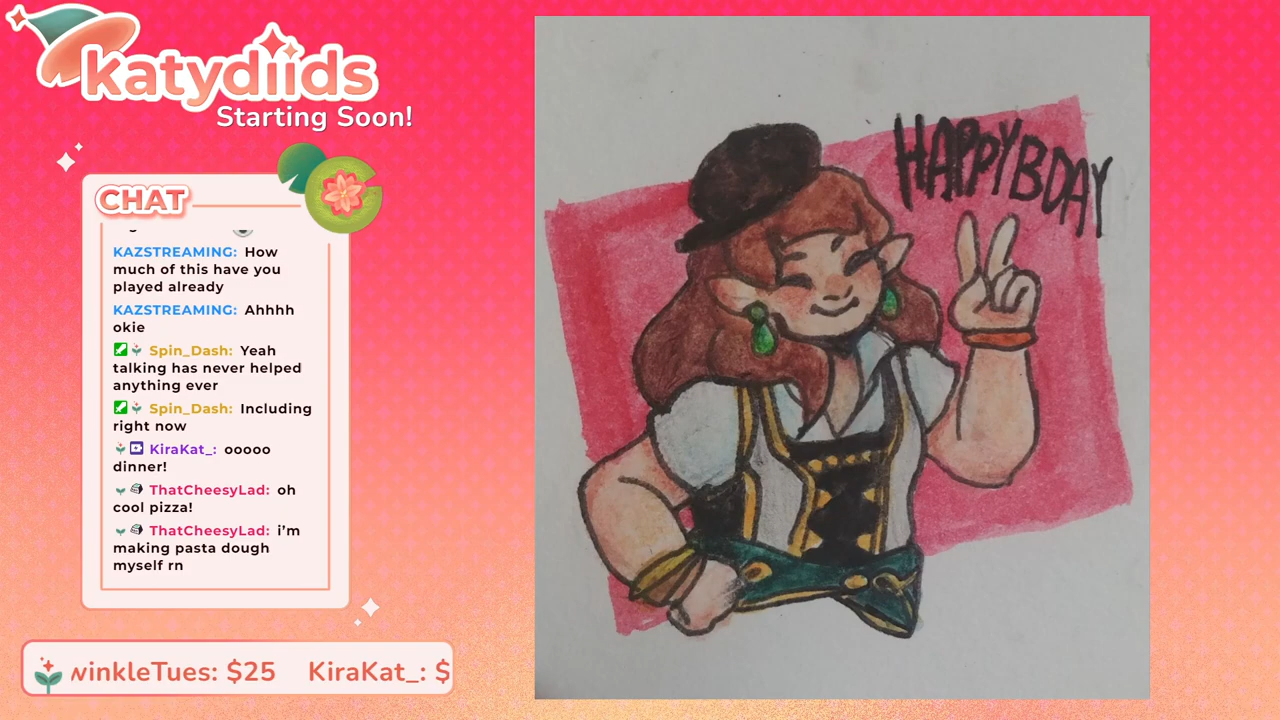 katydiids
Starting Soon!
CHAT
KAZSTREAMING: How
much of this have you
played already
KAZSTREAMING: Ahhhh
okie
Spin_Dash: Yeah
talking has never helped
anything ever
Spin_Dash: Including
right now
KiraKat_: ooooo
dinner!
ThatCheesyLad: oh
cool pizza!
ThatCheesyLad: i'm
making pasta dough
myself rn
winkleTues: $25 KiraKat_: $
HAPPY BDAY